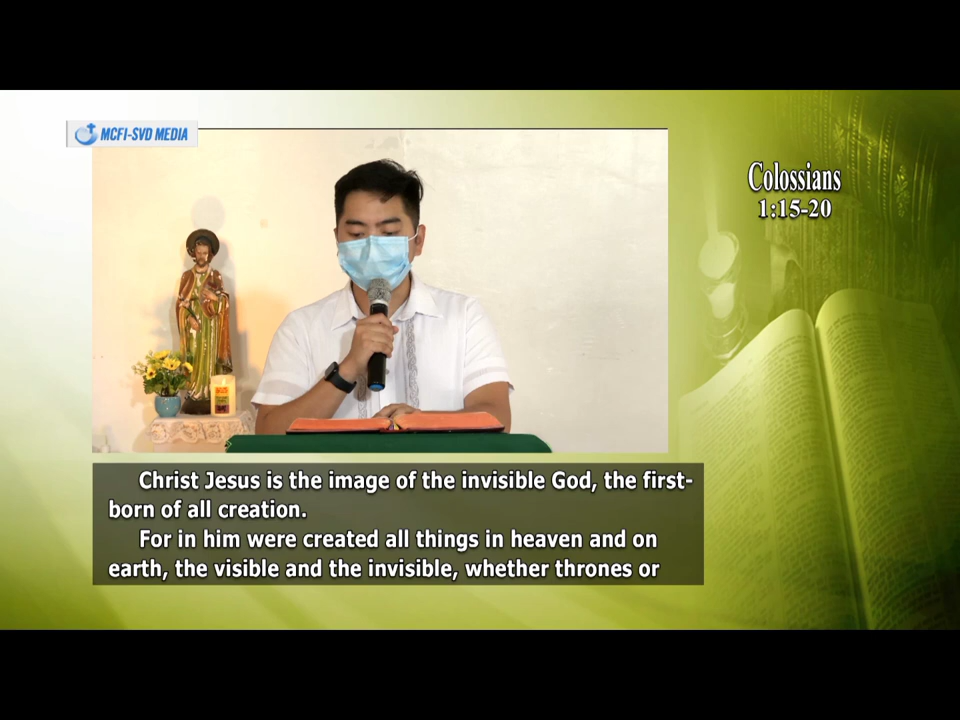 MCFI-SVD MEDIA
Colossians
1:15-20
Christ Jesus is the image of the invisible God, the first-
born of all creation.
For in him were created all things in heaven and on
earth, the visible and the invisible, whether thrones or